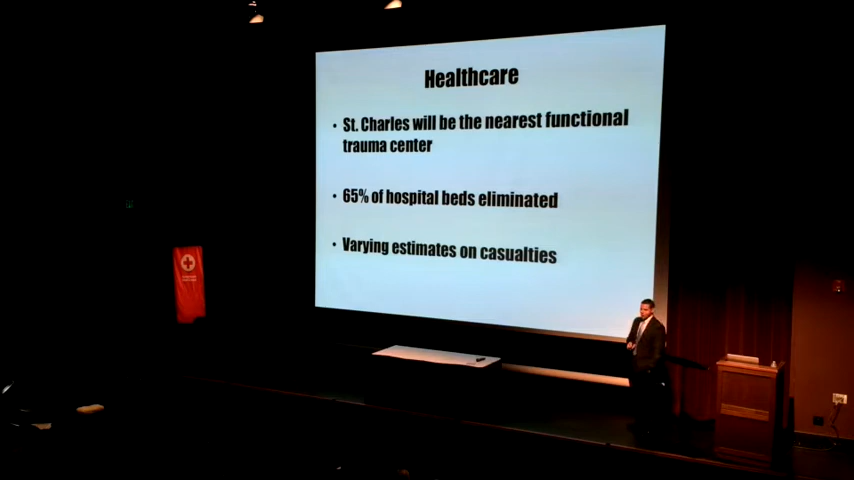 Healthcare
• St. Charles will be the nearest functional
trauma center
• 65% of hospital beds eliminated
• Varying estimates on casualties